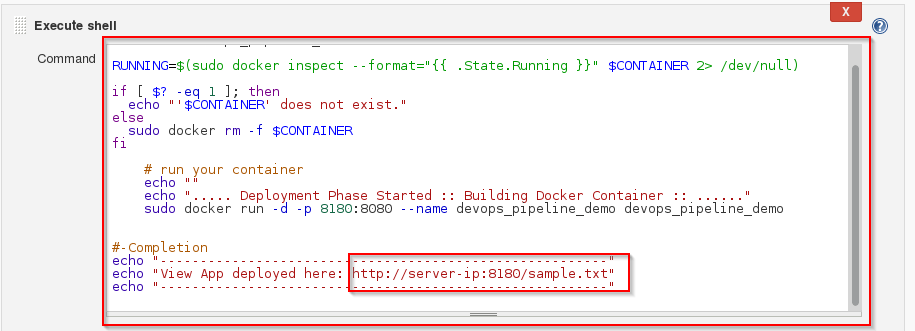 X
Execute shell
?
Command
RUNNING=$(sudo docker inspect --format="{{ .State.Running }}" $CONTAINER 2> /dev/null)
if [ $? -eq 1 ]; then
  echo "'$CONTAINER' does not exist."
else
  sudo docker rm -f $CONTAINER
fi
    # run your container
    echo ""
    echo "..... Deployment Phase Started :: Building Docker Container :: ......"
    sudo docker run -d -p 8180:8080 --name devops_pipeline_demo devops_pipeline_demo
#-Completion
echo "--------------------------------------------------------"
echo "View App deployed here: http://server-ip:8180/sample.txt"
echo "--------------------------------------------------------"